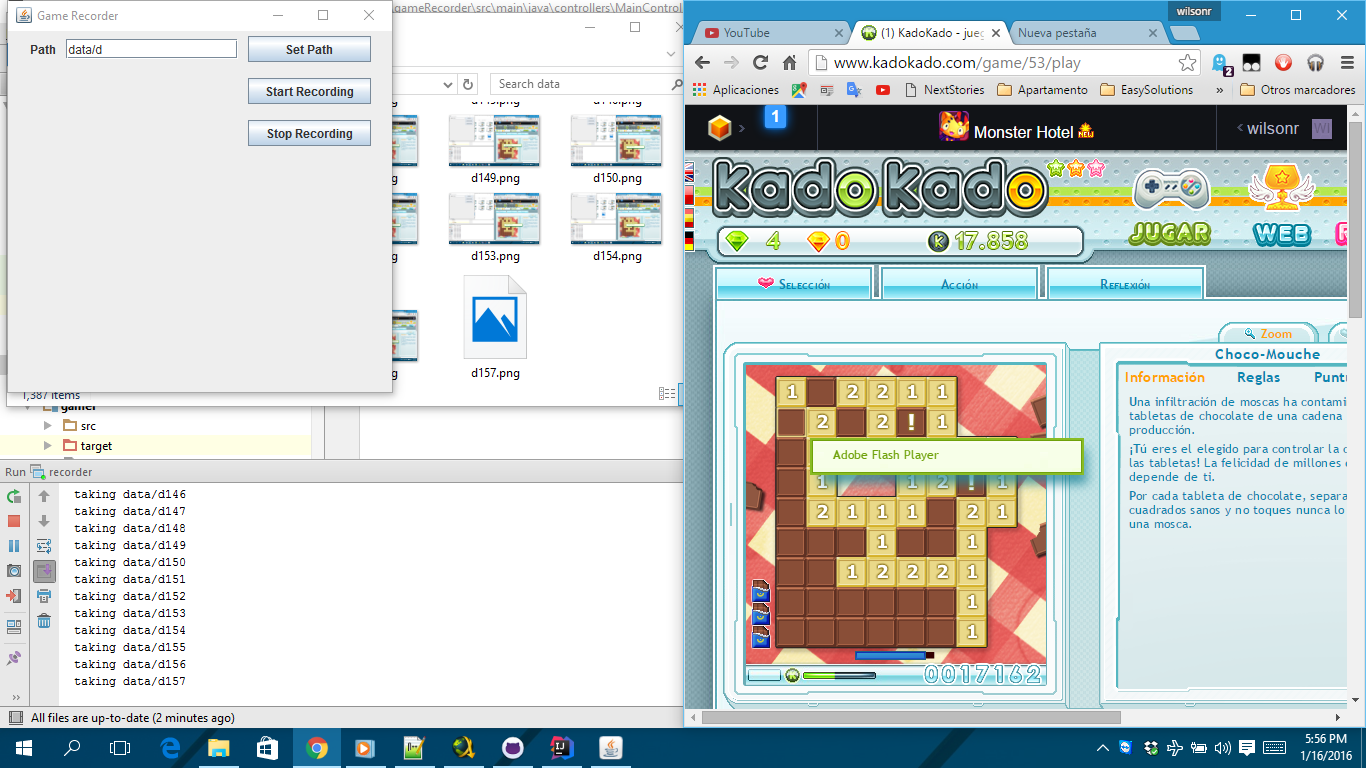 Game Recorder
gameRecorder\src\main\java\controllers\MainControl
Path
data/d
Set Path
Start Recording
Stop Recording
Search data
d149.png
d150.png
d153.png
d154.png
d157.png
1,387 items
gamer
src
target
Run
recorder
taking data/d146
taking data/d147
taking data/d148
taking data/d149
taking data/d150
taking data/d151
taking data/d152
taking data/d153
taking data/d154
taking data/d155
taking data/d156
taking data/d157
All files are up-to-date (2 minutes ago)
wilsonr
YouTube
(1) KadoKado - jueg
Nueva pestaña
www.kadokado.com/game/53/play
2
Aplicaciones
NextStories
Apartamento
EasySolutions
»
Otros marcadores
1
Monster Hotel
NEW
wilsonr
WI
kadokado
4
0
K
17.858
JUGAR
WEB
Selección
Acción
Reflexión
Zoom
Choco-Mouche
Información
Reglas
Puntu
Una infiltración de moscas ha contami
tabletas de chocolate de una cadena
producción.
¡Tú eres el elegido para controlar la c
las tabletas! La felicidad de millones
depende de ti.
Por cada tableta de chocolate, separa
cuadrados sanos y no toques nunca lo
una mosca.
1 2 2 1 1
2 2 ! 1
Adobe Flash Player
1 1 2 ! 1
2 1 1 1 2 1
1 1
1 2 2 2 1
1
1
0017162
5:56 PM
1/16/2016